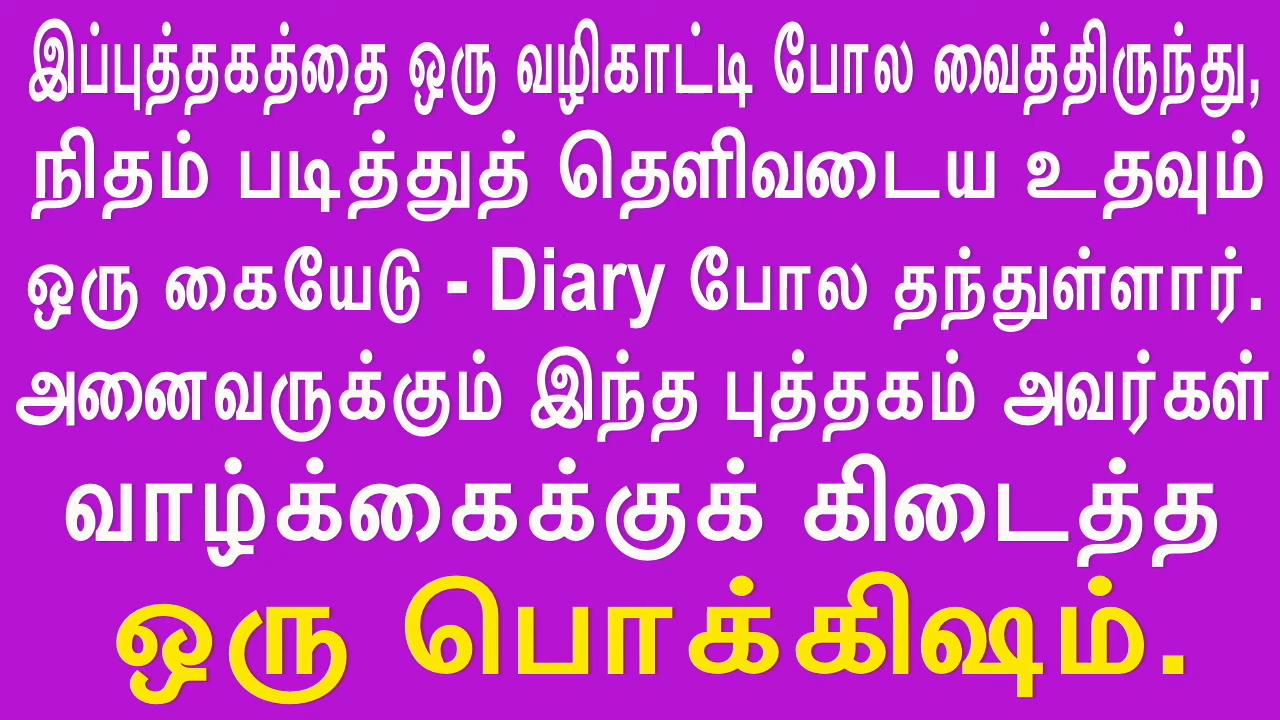 இப்புத்தகத்தை ஒரு வழிகாட்டி போல வைத்திருந்து,
நிதம் படித்துத் தெளிவடைய உதவும்
ஒரு கையேடு - Diary போல தந்துள்ளார்.
அனைவருக்கும் இந்த புத்தகம் அவர்கள்
வாழ்க்கைக்குக் கிடைத்த
ஒரு பொக்கிஷம்.